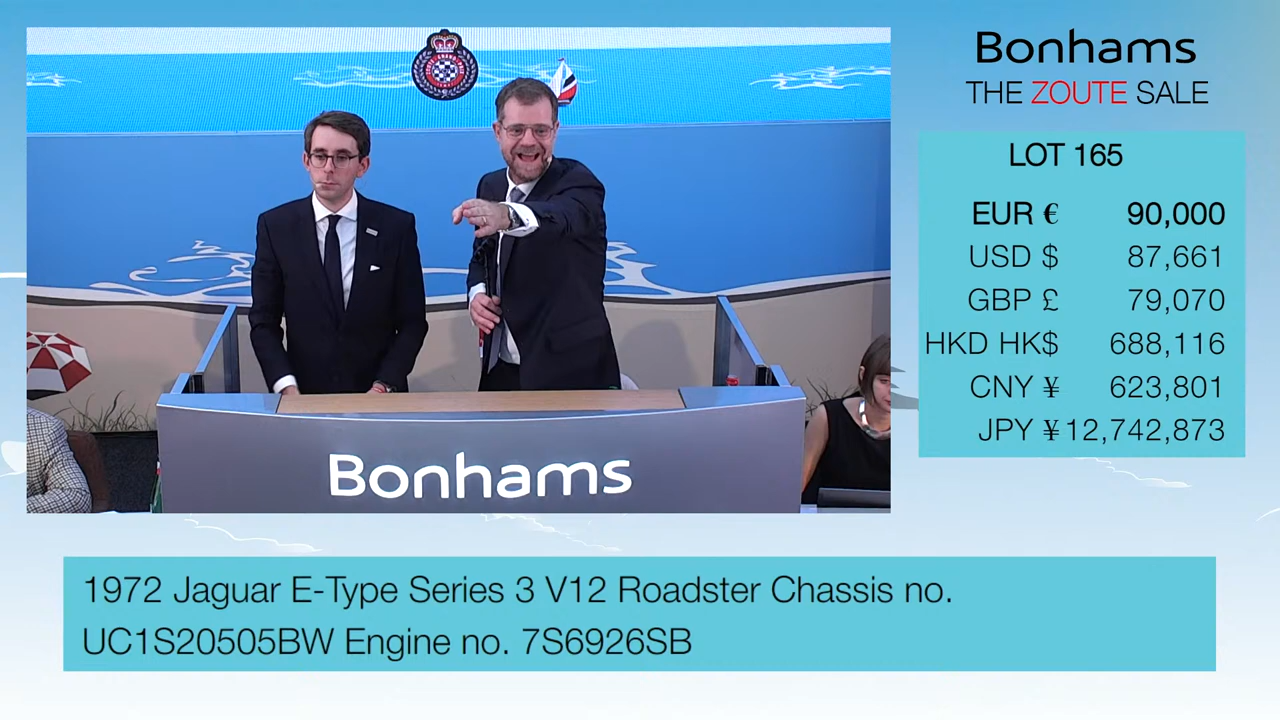 Bonhams
THE ZOUTE SALE
LOT 165
EUR € 90,000
USD $ 87,661
GBP £ 79,070
HKD HK$ 688,116
CNY ¥ 623,801
JPY ¥ 12,742,873
Bonhams
1972 Jaguar E-Type Series 3 V12 Roadster Chassis no.
UC1S20505BW Engine no. 7S6926SB